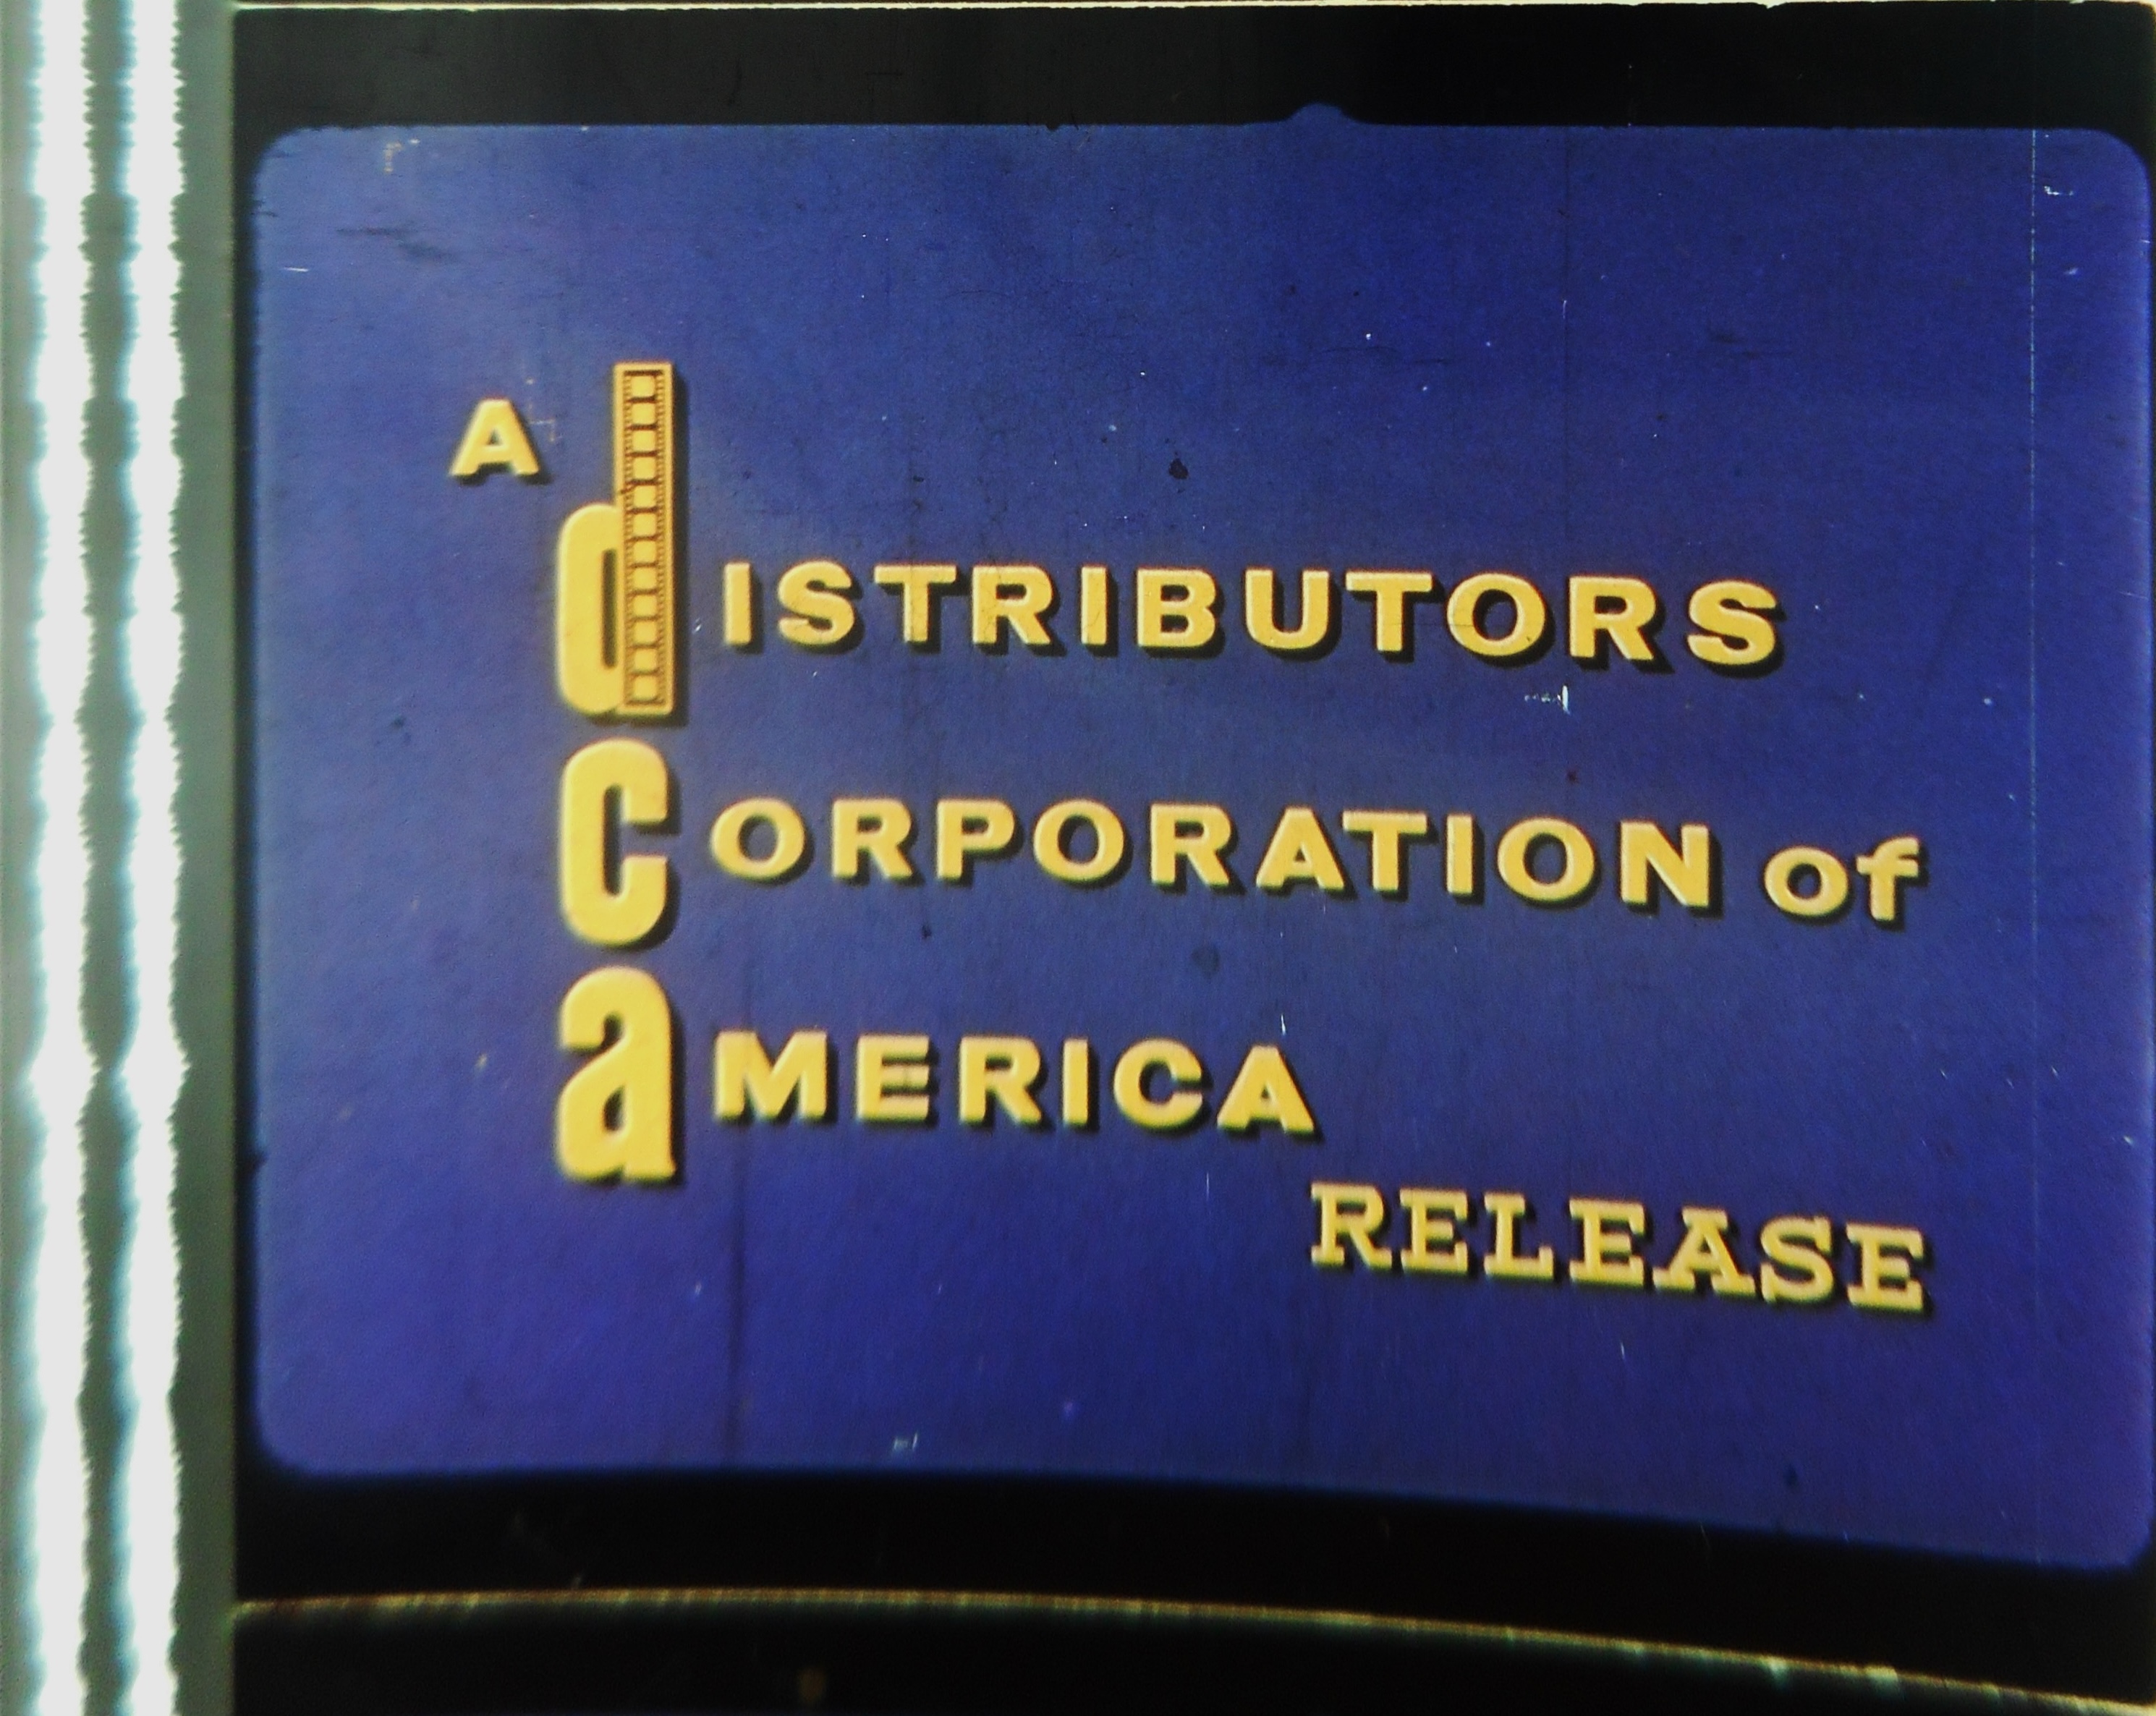 A
dISTRIBUTORS
cORPORATION of
aMERICA
RELEASE